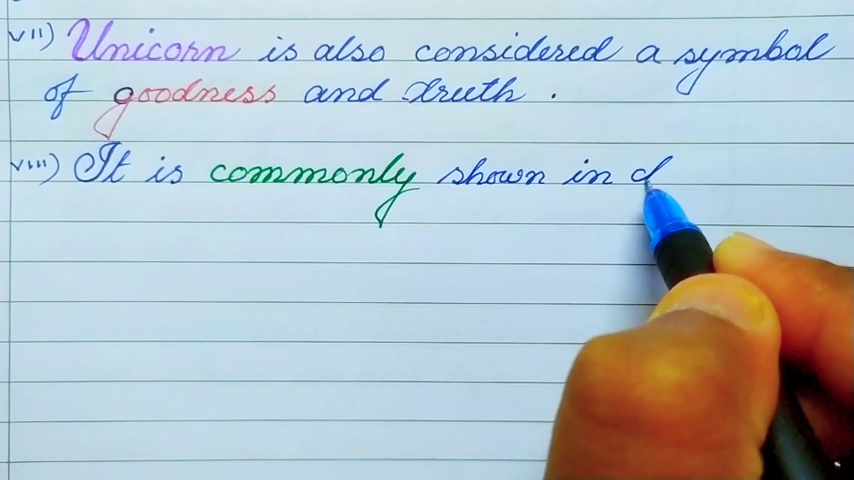 vii) Unicorn is also considered a symbol
of goodness and truth .
viii) It is commonly shown in